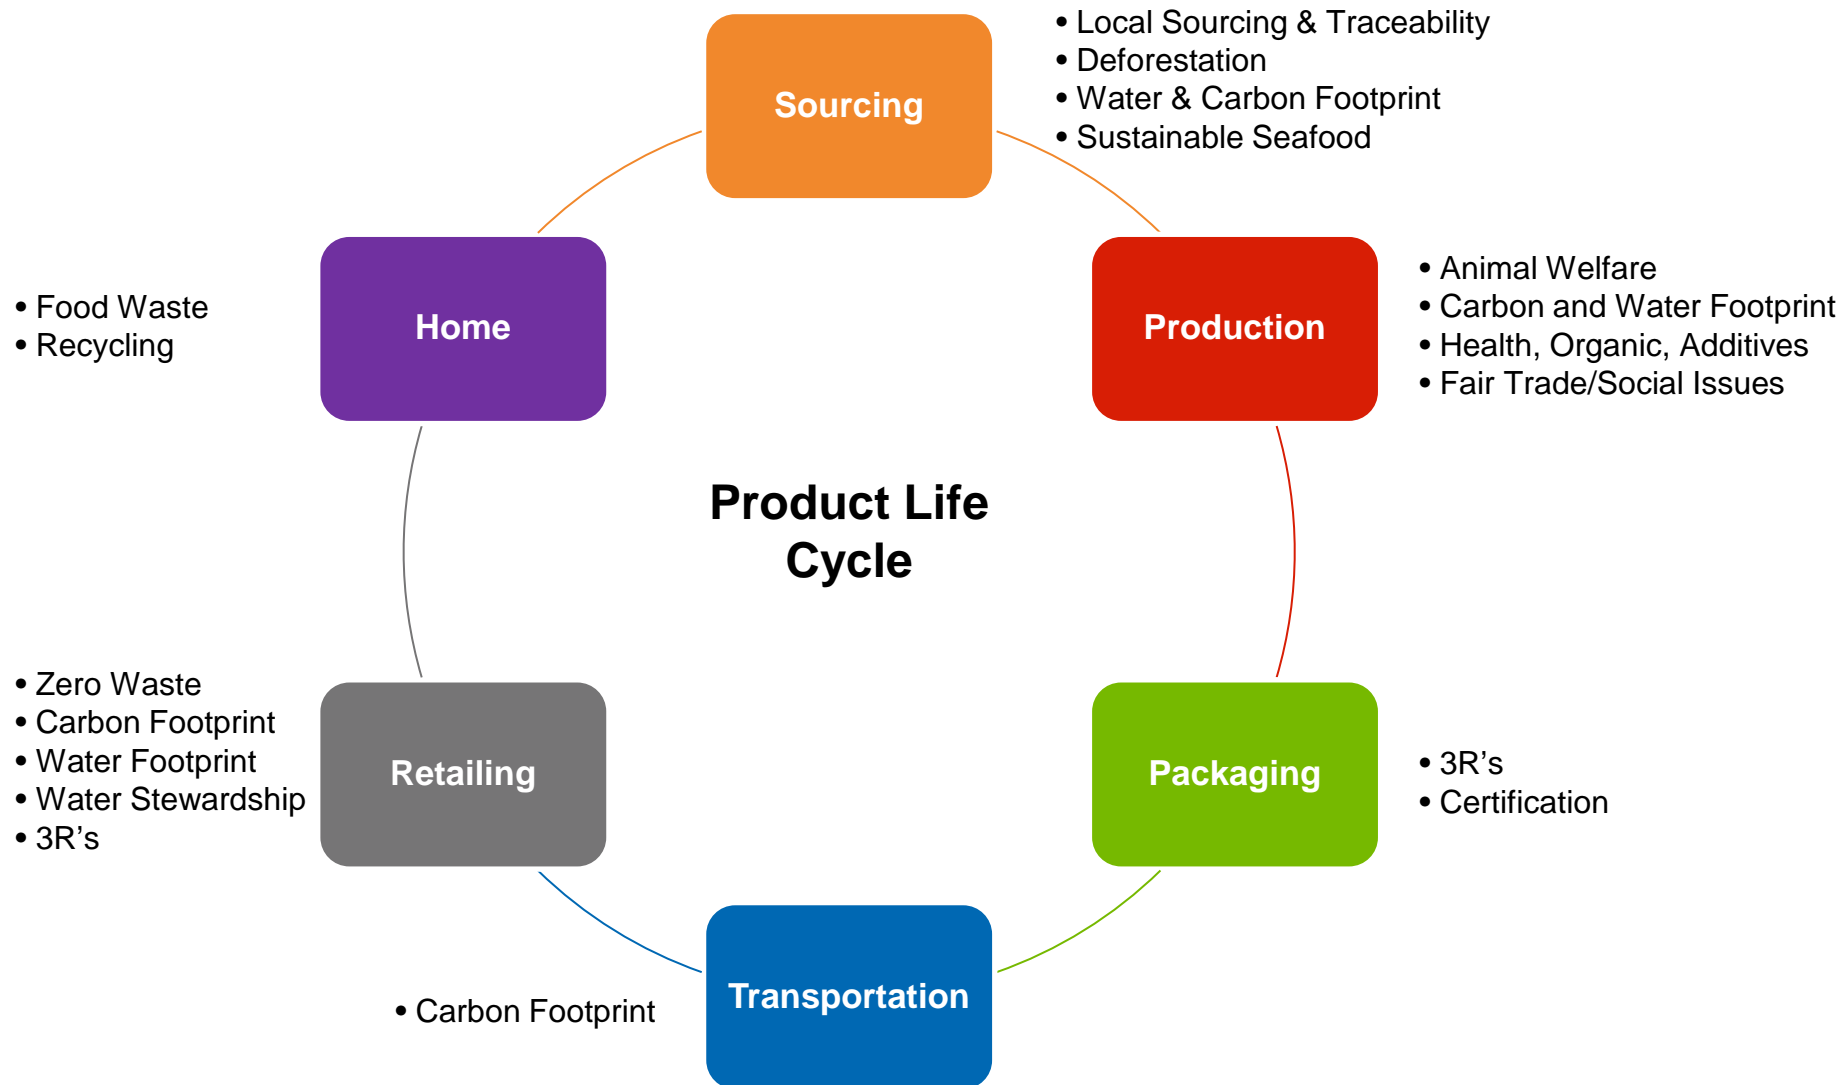 Sourcing
• Local Sourcing & Traceability
• Deforestation
• Water & Carbon Footprint
• Sustainable Seafood
Production
• Animal Welfare
• Carbon and Water Footprint
• Health, Organic, Additives
• Fair Trade/Social Issues
Packaging
• 3R’s
• Certification
Transportation
• Carbon Footprint
Retailing
• Zero Waste
• Carbon Footprint
• Water Footprint
• Water Stewardship
• 3R’s
Home
• Food Waste
• Recycling
Product Life
Cycle